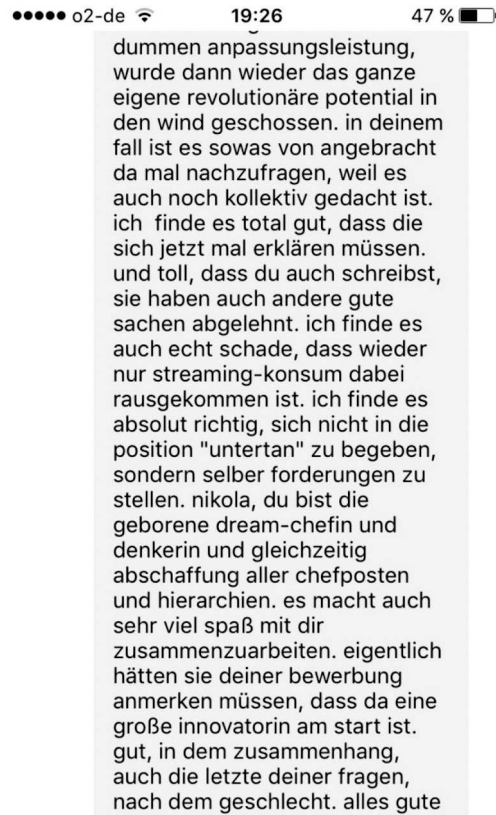 ●●●●● o2-de 19:26 47 %
dummen anpassungsleistung,
wurde dann wieder das ganze
eigene revolutionäre potential in
den wind geschossen. in deinem
fall ist es sowas von angebracht
da mal nachzufragen, weil es
auch noch kollektiv gedacht ist.
ich  finde es total gut, dass die
sich jetzt mal erklären müssen.
und toll, dass du auch schreibst,
sie haben auch andere gute
sachen abgelehnt. ich finde es
auch echt schade, dass wieder
nur streaming-konsum dabei
rausgekommen ist. ich finde es
absolut richtig, sich nicht in die
position "untertan" zu begeben,
sondern selber forderungen zu
stellen. nikola, du bist die
geborene dream-chefin und
denkerin und gleichzeitig
abschaffung aller chefposten
und hierarchien. es macht auch
sehr viel spaß mit dir
zusammenzuarbeiten. eigentlich
hätten sie deiner bewerbung
anmerken müssen, dass da eine
große innovatorin am start ist.
gut, in dem zusammenhang,
auch die letzte deiner fragen,
nach dem geschlecht. alles gute